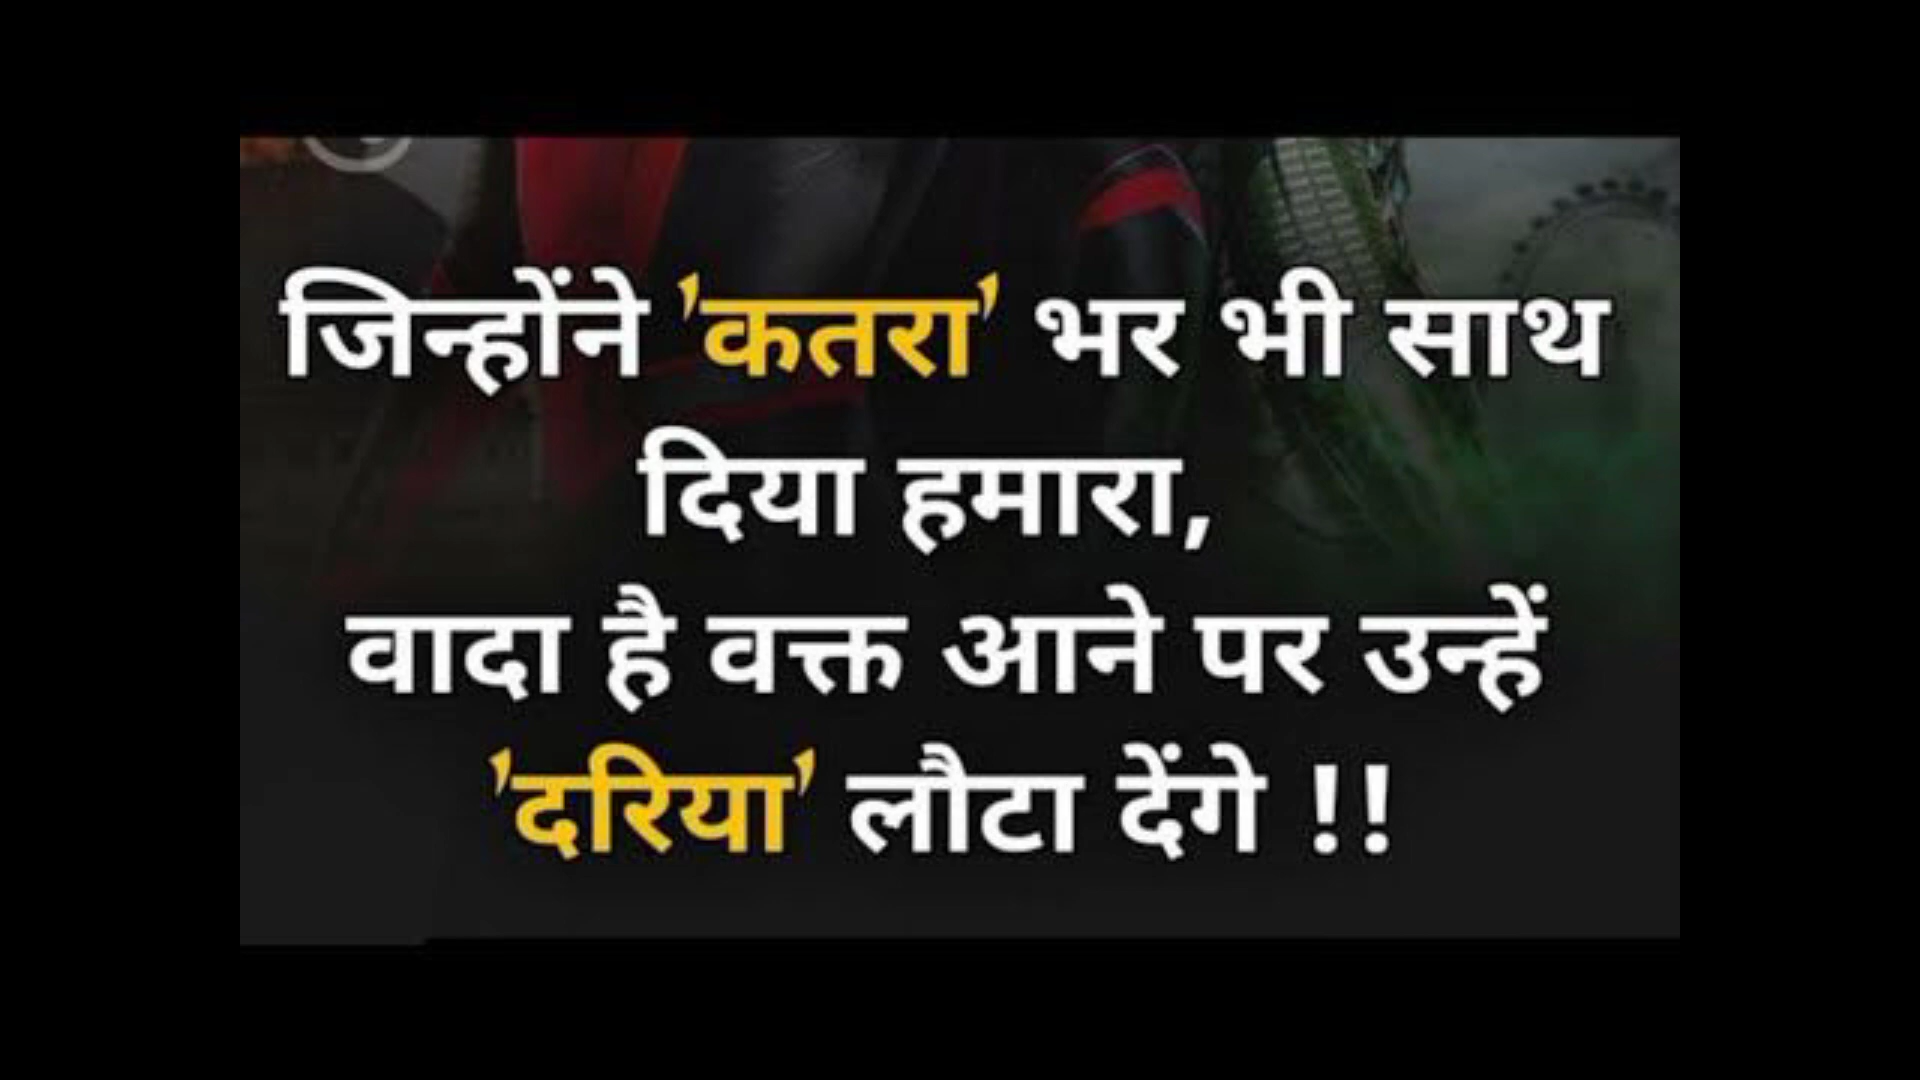 जिन्होंने 'कतरा' भर भी साथ
दिया हमारा,
वादा है वक्त आने पर उन्हें
'दरिया' लौटा देंगे !!